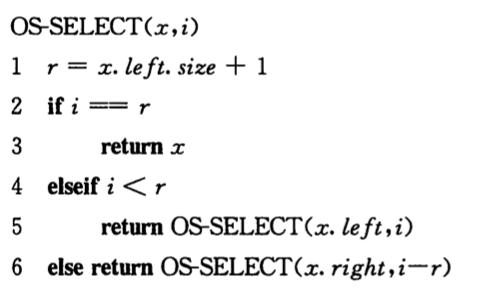 OS-SELECT(x,i)
1 r = x. left. size + 1
2 if i == r
3 return x
4 elseif i < r
5 return OS-SELECT(x. left,i)
6 else return OS-SELECT(x. right,i-r)